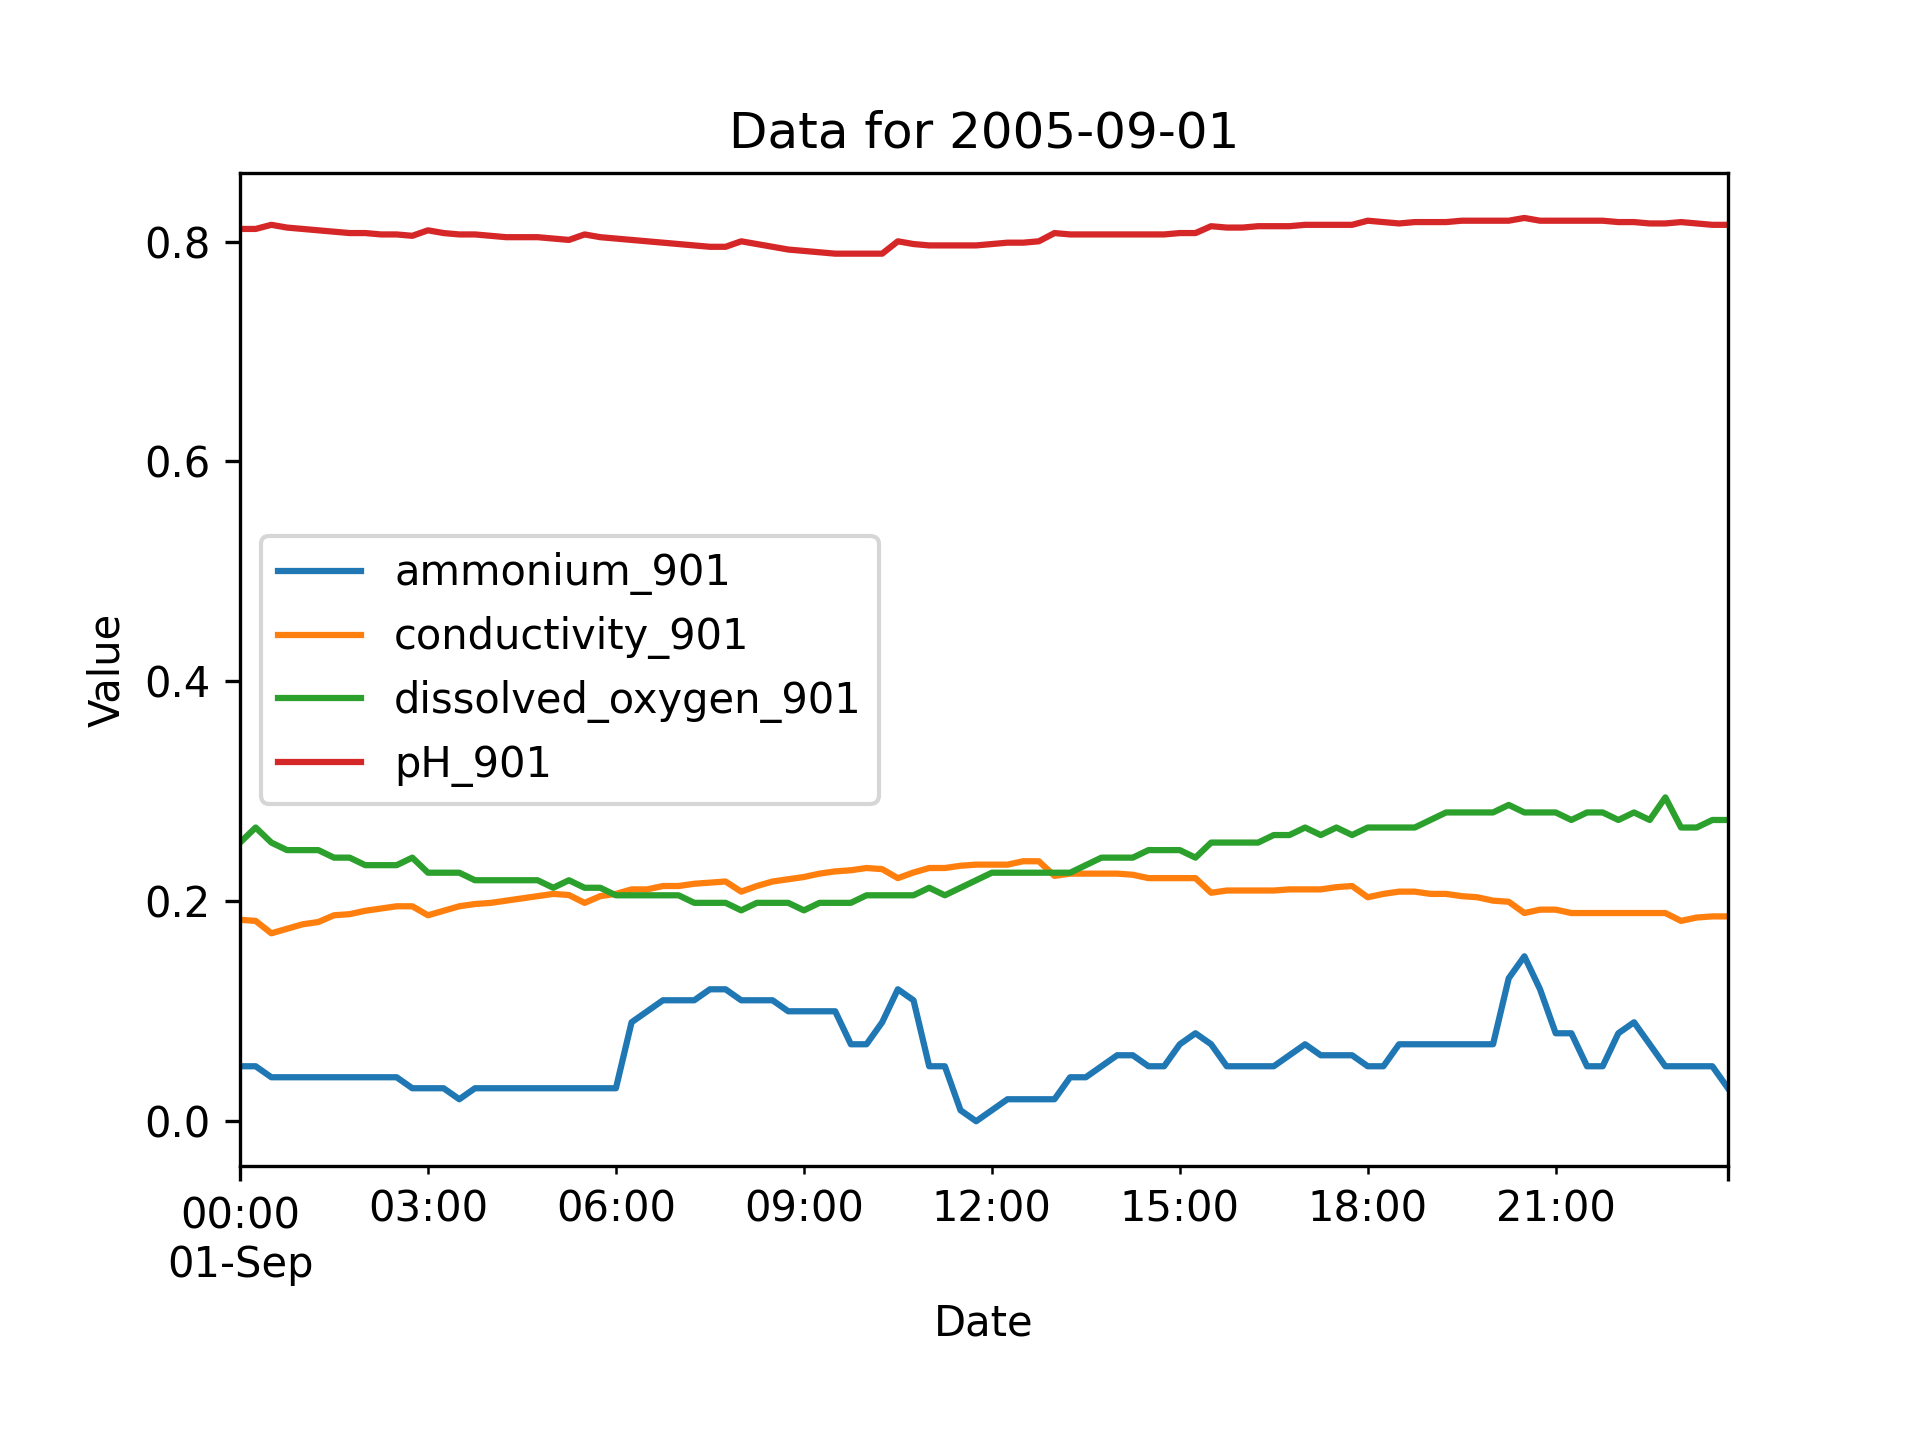 Data for 2005-09-01
Value
0.8
0.6
0.4
0.2
0.0
ammonium_901
conductivity_901
dissolved_oxygen_901
pH_901
00:00 03:00 06:00 09:00 12:00 15:00 18:00 21:00
01-Sep
Date